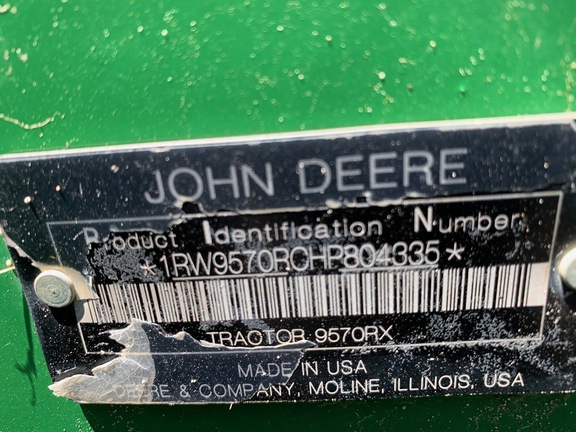 JOHN DEERE
Product Identification Number
*1RW9570RCHP804335*
TRACTOR 9570RX
MADE IN USA
DEERE & COMPANY, MOLINE, ILLINOIS, USA